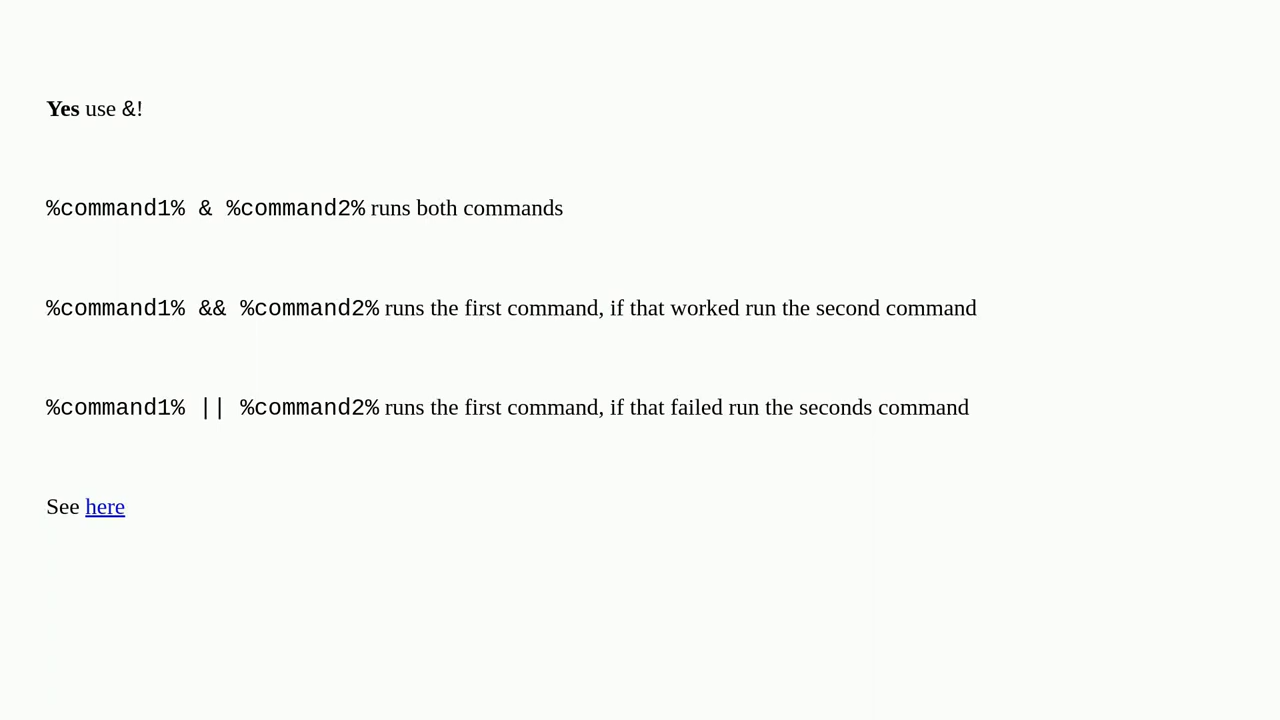 Yes use &!
%command1% & %command2% runs both commands
%command1% && %command2% runs the first command, if that worked run the second command
%command1% || %command2% runs the first command, if that failed run the seconds command
See here